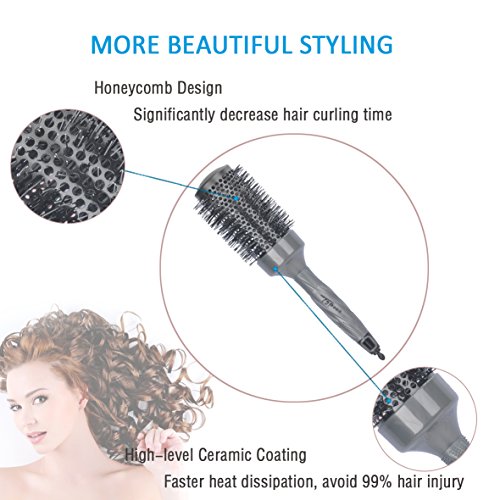 MORE BEAUTIFUL STYLING
Honeycomb Design
Significantly decrease hair curling time
High-level Ceramic Coating
Faster heat dissipation, avoid 99% hair injury